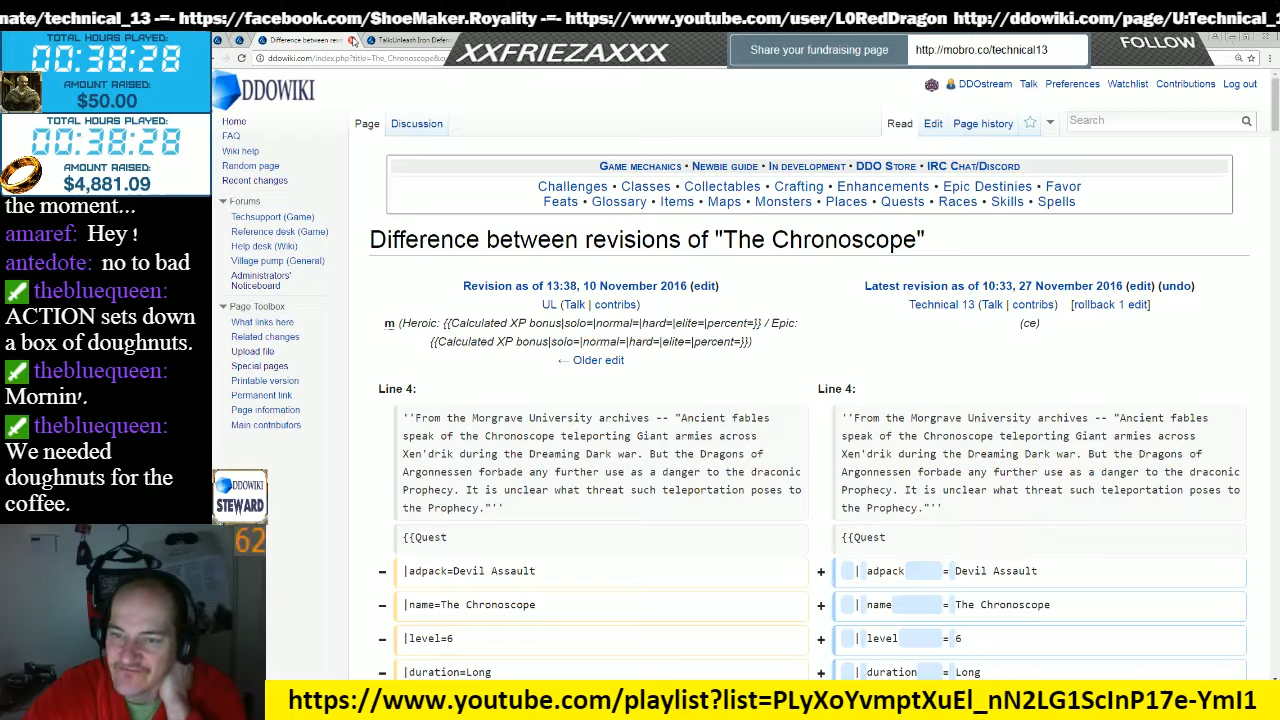 nate/technical_13 -=- https://facebook.com/ShoeMaker.Royality -=- https://www.youtube.com/user/L0RedDragon http://ddowiki.com/page/U:Technical_1
TOTAL HOURS PLAYED:
00:38:28
AMOUNT RAISED:
$50.00
TOTAL HOURS PLAYED:
00:38:28
AMOUNT RAISED:
$4,881.09
the moment...
amaref: Hey !
antedote: no to bad
thebluequeen:
ACTION sets down
a box of doughnuts.
thebluequeen:
Mornin'.
thebluequeen:
We needed
doughnuts for the
coffee.
62
Difference between revis
TalkUnleash Iron Defen
ddowiki.com/index.php?title=The_Chronoscope&cu
XXFRIEZAXXX
Share your fundraising page
http://mobro.co/technical13
FOLLOW
DDOWIKI
DDOstream Talk Preferences Watchlist Contributions Log out
Page Discussion
Read Edit Page history
Search
Home
FAQ
Wiki help
Random page
Recent changes
Forums
Techsupport (Game)
Reference desk (Game)
Help desk (Wiki)
Village pump (General)
Administrators'
Noticeboard
Page Toolbox
What links here
Related changes
Upload file
Special pages
Printable version
Permanent link
Page information
Main contributors
DDOWIKI
STEWARD
Game mechanics • Newbie guide • In development • DDO Store • IRC Chat/Discord
Challenges • Classes • Collectables • Crafting • Enhancements • Epic Destinies • Favor
Feats • Glossary • Items • Maps • Monsters • Places • Quests • Races • Skills • Spells
Difference between revisions of "The Chronoscope"
Revision as of 13:38, 10 November 2016 (edit)
UL (Talk | contribs)
m (Heroic: {{Calculated XP bonus|solo=|normal=|hard=|elite=|percent=}} / Epic:
{{Calculated XP bonus|solo=|normal=|hard=|elite=|percent=}})
← Older edit
Latest revision as of 10:33, 27 November 2016 (edit) (undo)
Technical 13 (Talk | contribs) [rollback 1 edit]
(ce)
Line 4:
''From the Morgrave University archives -- "Ancient fables
speak of the Chronoscope teleporting Giant armies across
Xen'drik during the Dreaming Dark war. But the Dragons of
Argonnessen forbade any further use as a danger to the draconic
Prophecy. It is unclear what threat such teleportation poses to
the Prophecy."''
{{Quest
- |adpack=Devil Assault
- |name=The Chronoscope
- |level=6
- |duration=Long
Line 4:
''From the Morgrave University archives -- "Ancient fables
speak of the Chronoscope teleporting Giant armies across
Xen'drik during the Dreaming Dark war. But the Dragons of
Argonnessen forbade any further use as a danger to the draconic
Prophecy. It is unclear what threat such teleportation poses to
the Prophecy."''
{{Quest
+ | adpack = Devil Assault
+ | name = The Chronoscope
+ | level = 6
+ | duration = Long
https://www.youtube.com/playlist?list=PLyXoYvmptXuEl_nN2LG1ScInP17e-YmI1